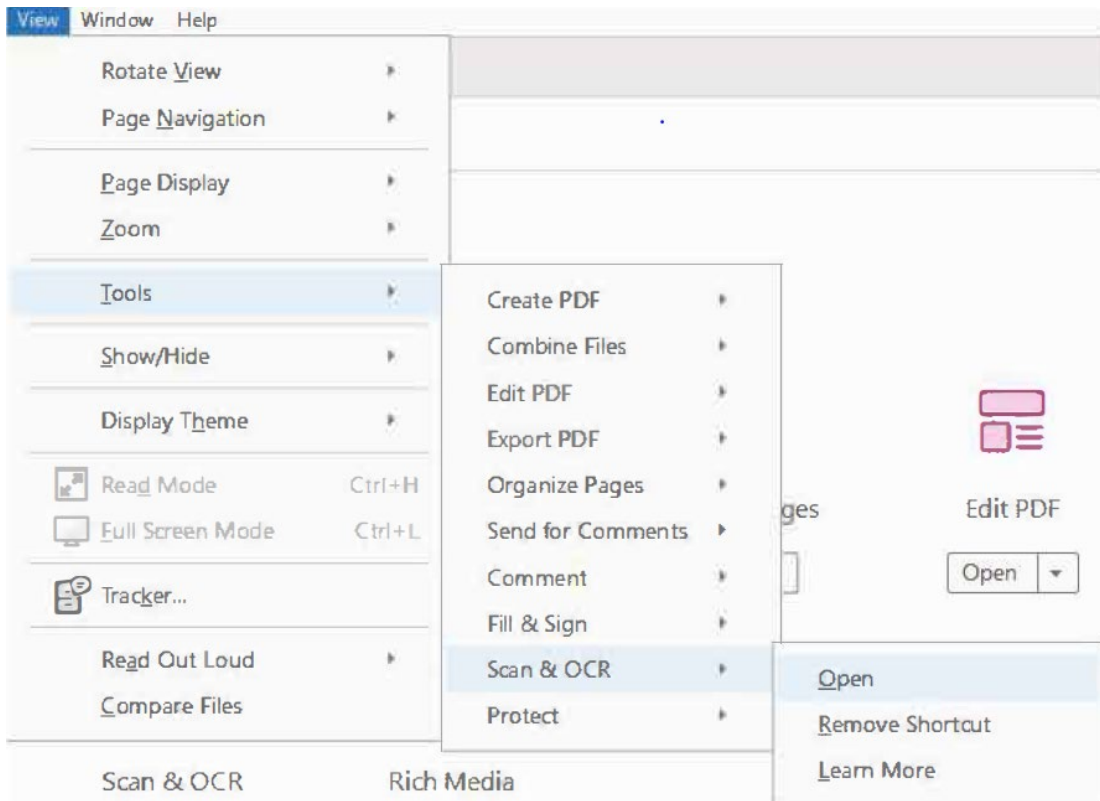 View Window Help
Rotate View
Page Navigation
Page Display
Zoom
Tools
Show/Hide
Display Theme
Read Mode Ctrl+H
Full Screen Mode Ctrl+L
Tracker...
Read Out Loud
Compare Files
Create PDF
Combine Files
Edit PDF
Export PDF
Organize Pages
Send for Comments
Comment
Fill & Sign
Scan & OCR
Protect
Open
Remove Shortcut
Learn More
ges
Edit PDF
Open
Scan & OCR
Rich Media